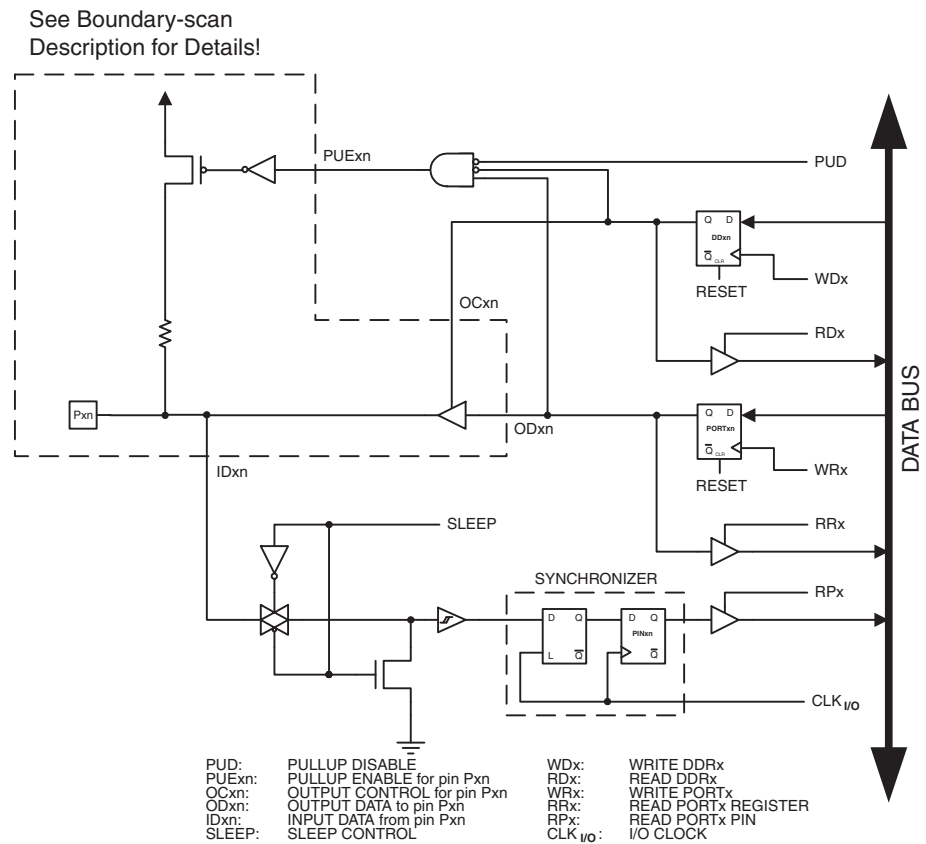 See Boundary-scan
Description for Details!
PUExn
PUD
Q D
DDxn
Q
CLR
WDx
RESET
OCxn
RDx
DATA BUS
Pxn
ODxn
Q D
PORTxn
Q
CLR
WRx
RESET
IDxn
SLEEP
RRx
SYNCHRONIZER
RPx
D Q
L Q
D Q
PINxn
Q
CLK I/O
PUD: PULLUP DISABLE
PUExn: PULLUP ENABLE for pin Pxn
OCxn: OUTPUT CONTROL for pin Pxn
ODxn: OUTPUT DATA to pin Pxn
IDxn: INPUT DATA from pin Pxn
SLEEP: SLEEP CONTROL
WDx: WRITE DDRx
RDx: READ DDRx
WRx: WRITE PORTx
RRx: READ PORTx REGISTER
RPx: READ PORTx PIN
CLK I/O: I/O CLOCK